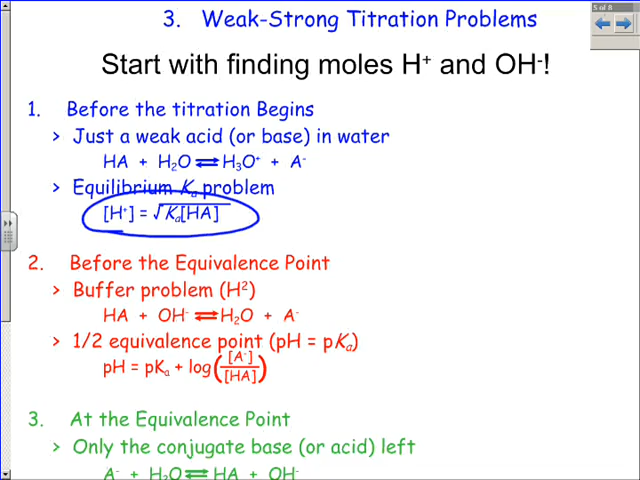 5 of 8
3. Weak-Strong Titration Problems
Start with finding moles H⁺ and OH⁻!
1. Before the titration Begins
> Just a weak acid (or base) in water
HA + H₂O ⇌ H₃O⁺ + A⁻
> Equilibrium Kₐ problem
[H⁺] = √Kₐ[HA]
2. Before the Equivalence Point
> Buffer problem (H²)
HA + OH⁻ ⇌ H₂O + A⁻
> 1/2 equivalence point (pH = pKₐ)
pH = pKₐ + log([A⁻]/[HA])
3. At the Equivalence Point
> Only the conjugate base (or acid) left
A⁻ + H₂O ⇌ HA + OH⁻